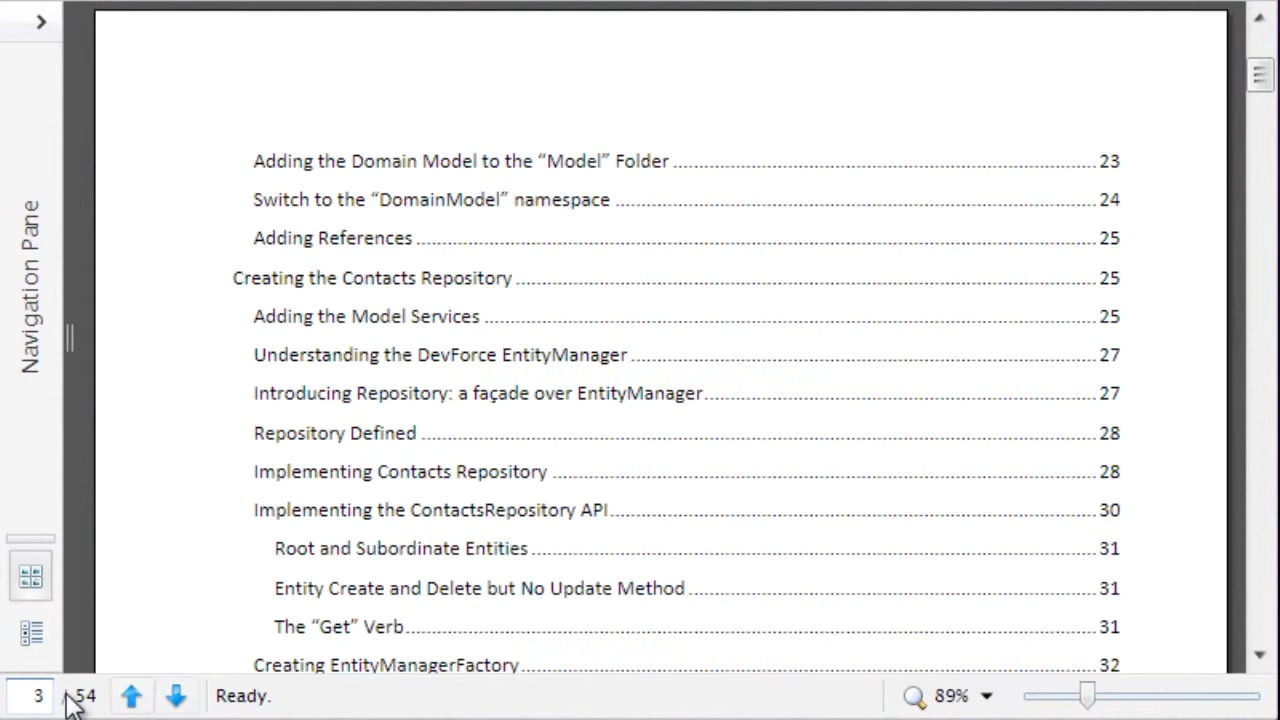 Adding the Domain Model to the “Model” Folder ........ 23
Switch to the “DomainModel” namespace ........ 24
Adding References ........ 25
Creating the Contacts Repository ........ 25
Adding the Model Services ........ 25
Understanding the DevForce EntityManager ........ 27
Introducing Repository: a façade over EntityManager ........ 27
Repository Defined ........ 28
Implementing Contacts Repository ........ 28
Implementing the ContactsRepository API ........ 30
Root and Subordinate Entities ........ 31
Entity Create and Delete but No Update Method ........ 31
The “Get” Verb ........ 31
Creating EntityManagerFactory ........ 32
Navigation Pane
3 / 54 Ready. 89%